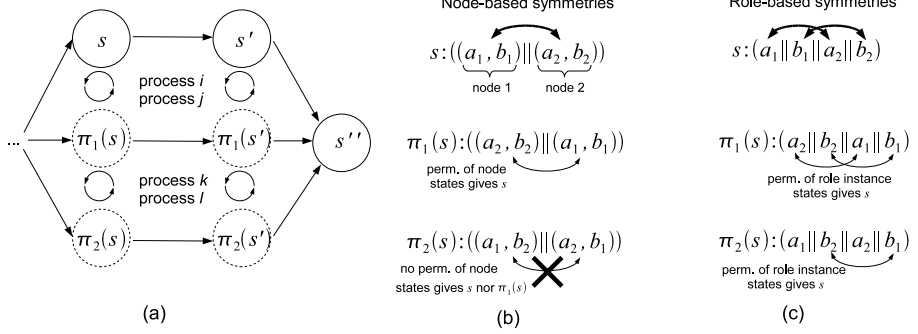 s
s'
process i
process j
...
π₁(s)
π₁(s')
s''
process k
process l
π₂(s)
π₂(s')
(a)
Node-based symmetries
s:((a₁,b₁)||(a₂,b₂))
node 1
node 2
π₁(s):((a₂,b₂)||(a₁,b₁))
perm. of node
states gives s
π₂(s):((a₁,b₂)||(a₂,b₁))
no perm. of node
states gives s nor π₁(s)
(b)
Role-based symmetries
s:(a₁||b₁||a₂||b₂)
π₁(s):(a₂||b₂||a₁||b₁)
perm. of role instance
states gives s
π₂(s):(a₁||b₂||a₂||b₁)
perm. of role instance
states gives s
(c)